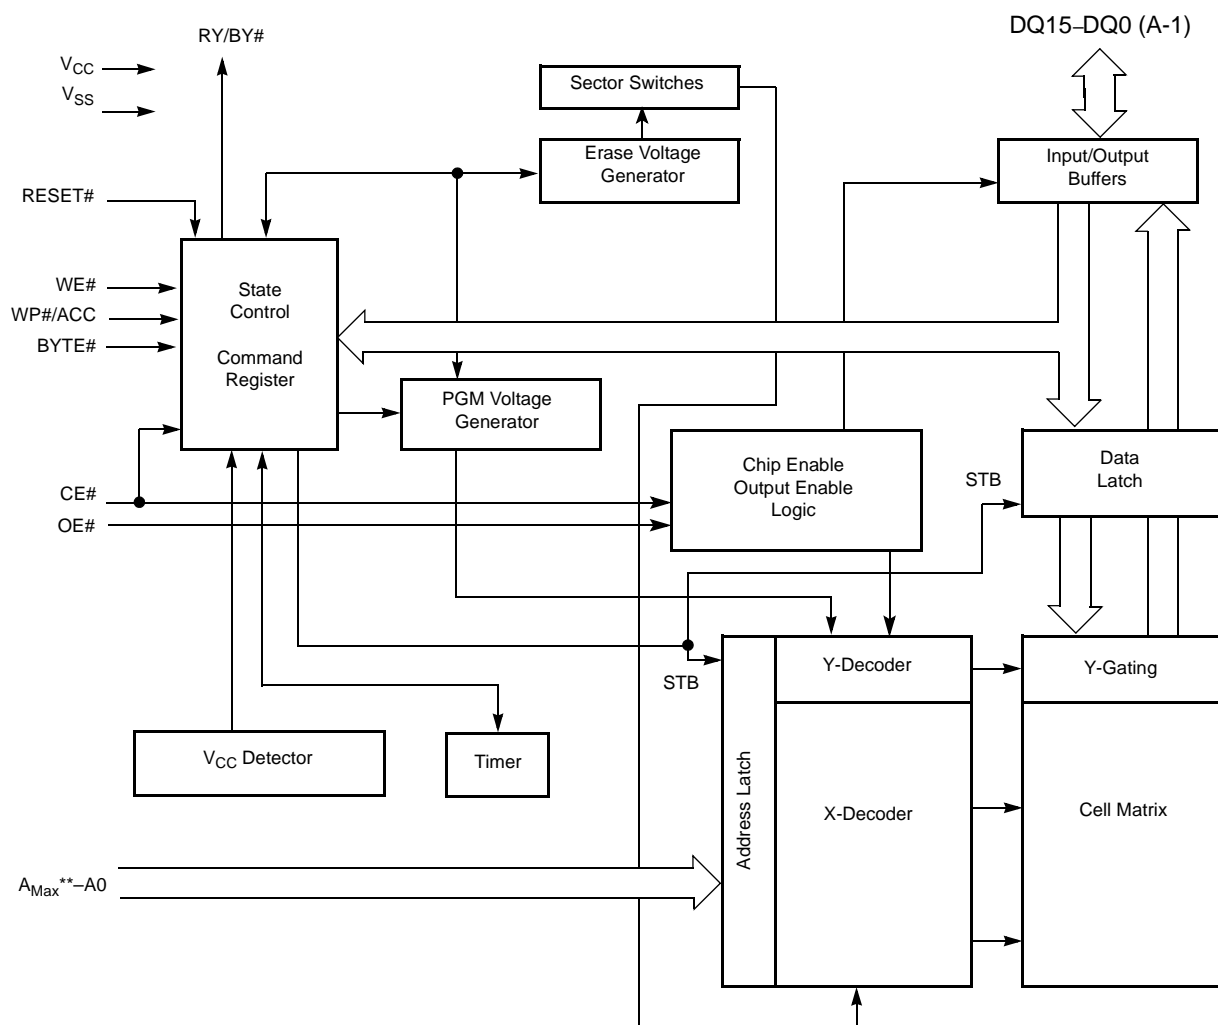 DQ15–DQ0 (A-1)
RY/BY#
VCC
VSS
Sector Switches
Erase Voltage
Generator
Input/Output
Buffers
RESET#
WE#
WP#/ACC
BYTE#
State
Control
Command
Register
PGM Voltage
Generator
Chip Enable
Output Enable
Logic
STB
Data
Latch
CE#
OE#
STB
Y-Decoder
Y-Gating
VCC Detector
Timer
Address Latch
X-Decoder
Cell Matrix
AMax**–A0